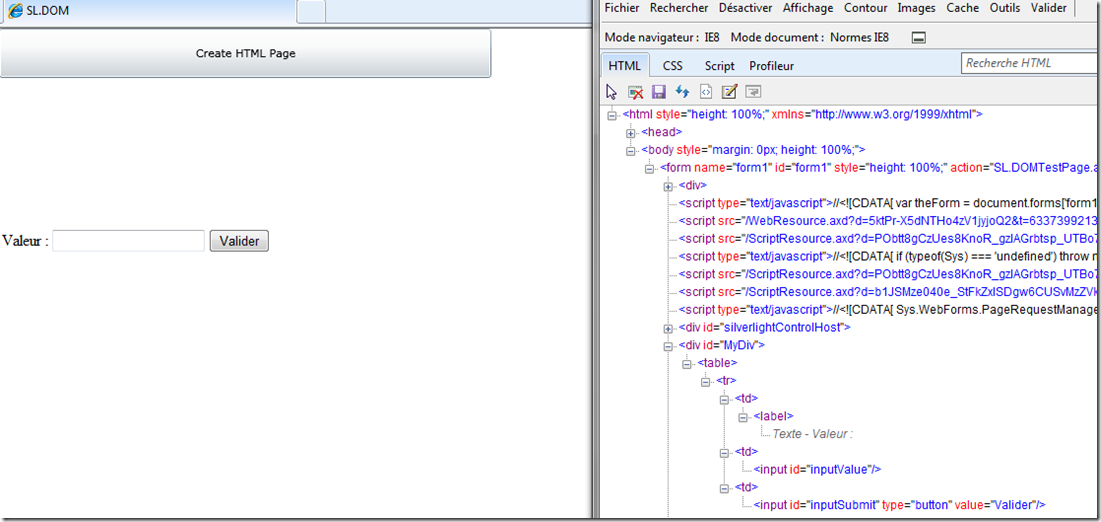 SL.DOM
Create HTML Page
Valeur :
Valider
Fichier Rechercher Désactiver Affichage Contour Images Cache Outils Valider
Mode navigateur : IE8 Mode document : Normes IE8
HTML CSS Script Profileur
Recherche HTML
<html style="height: 100%;" xmlns="http://www.w3.org/1999/xhtml">
<head>
<body style="margin: 0px; height: 100%;">
<form name="form1" id="form1" style="height: 100%;" action="SL.DOMTestPage.a
<div>
<script type="text/javascript">//<![CDATA[ var theForm = document.forms['form1
<script src="/WebResource.axd?d=5ktPr-X5dNTHo4zV1jyjoQ2&t=6337399213
<script src="/ScriptResource.axd?d=PObtt8gCzUes8KnoR_gzIAGrbtsp_UTBo7
<script type="text/javascript">//<![CDATA[ if (typeof(Sys) === 'undefined') throw n
<script src="/ScriptResource.axd?d=PObtt8gCzUes8KnoR_gzIAGrbtsp_UTBo7
<script src="/ScriptResource.axd?d=b1JSMze040e_StFkZxISDgw6CUSvMzZVk
<script type="text/javascript">//<![CDATA[ Sys.WebForms.PageRequestManage
<div id="silverlightControlHost">
<div id="MyDiv">
<table>
<tr>
<td>
<label>
Texte - Valeur :
<td>
<input id="inputValue"/>
<td>
<input id="inputSubmit" type="button" value="Valider"/>